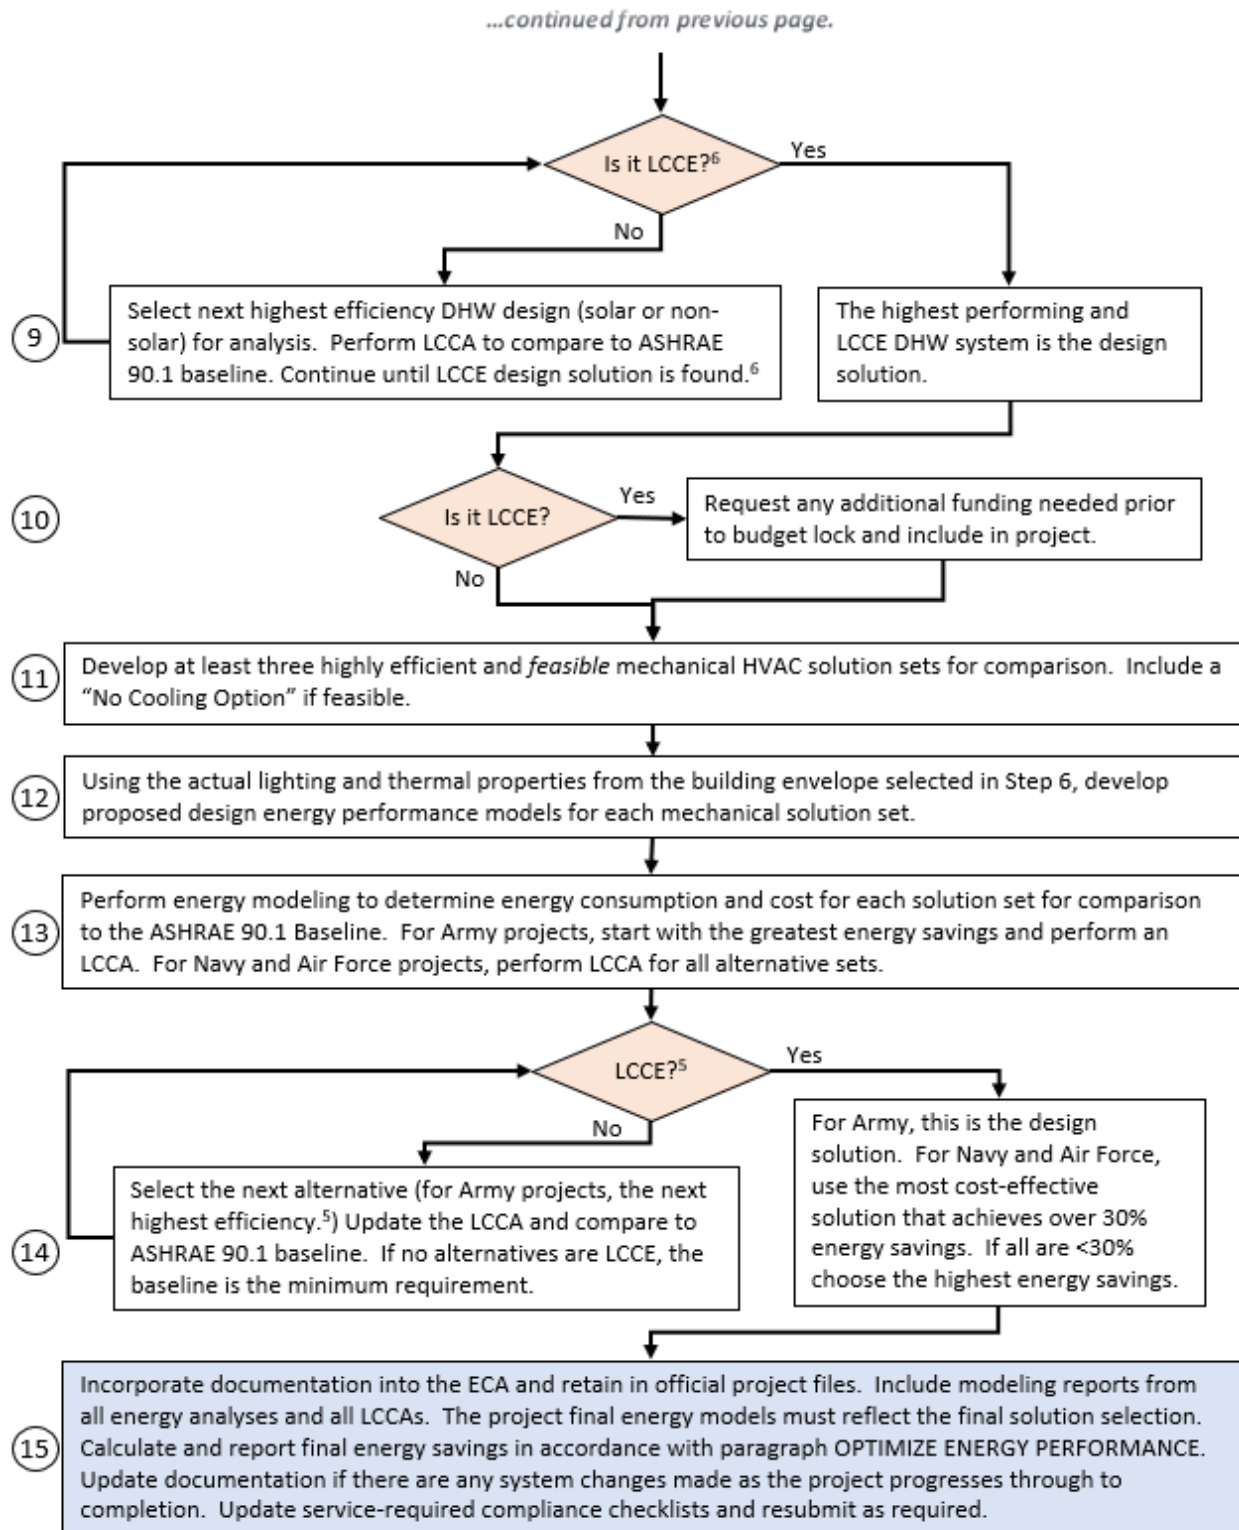 ...continued from previous page.
Is it LCCE?⁶
Yes
No
9
Select next highest efficiency DHW design (solar or non-
solar) for analysis. Perform LCCA to compare to ASHRAE
90.1 baseline. Continue until LCCE design solution is found.⁶
The highest performing and
LCCE DHW system is the design
solution.
10
Is it LCCE?
Yes
No
Request any additional funding needed prior
to budget lock and include in project.
11
Develop at least three highly efficient and feasible mechanical HVAC solution sets for comparison. Include a
“No Cooling Option” if feasible.
12
Using the actual lighting and thermal properties from the building envelope selected in Step 6, develop
proposed design energy performance models for each mechanical solution set.
13
Perform energy modeling to determine energy consumption and cost for each solution set for comparison
to the ASHRAE 90.1 Baseline. For Army projects, start with the greatest energy savings and perform an
LCCA. For Navy and Air Force projects, perform LCCA for all alternative sets.
LCCE?⁵
Yes
No
14
Select the next alternative (for Army projects, the next
highest efficiency.⁵) Update the LCCA and compare to
ASHRAE 90.1 baseline. If no alternatives are LCCE, the
baseline is the minimum requirement.
For Army, this is the design
solution. For Navy and Air Force,
use the most cost-effective
solution that achieves over 30%
energy savings. If all are <30%
choose the highest energy savings.
15
Incorporate documentation into the ECA and retain in official project files. Include modeling reports from
all energy analyses and all LCCAs. The project final energy models must reflect the final solution selection.
Calculate and report final energy savings in accordance with paragraph OPTIMIZE ENERGY PERFORMANCE.
Update documentation if there are any system changes made as the project progresses through to
completion. Update service-required compliance checklists and resubmit as required.